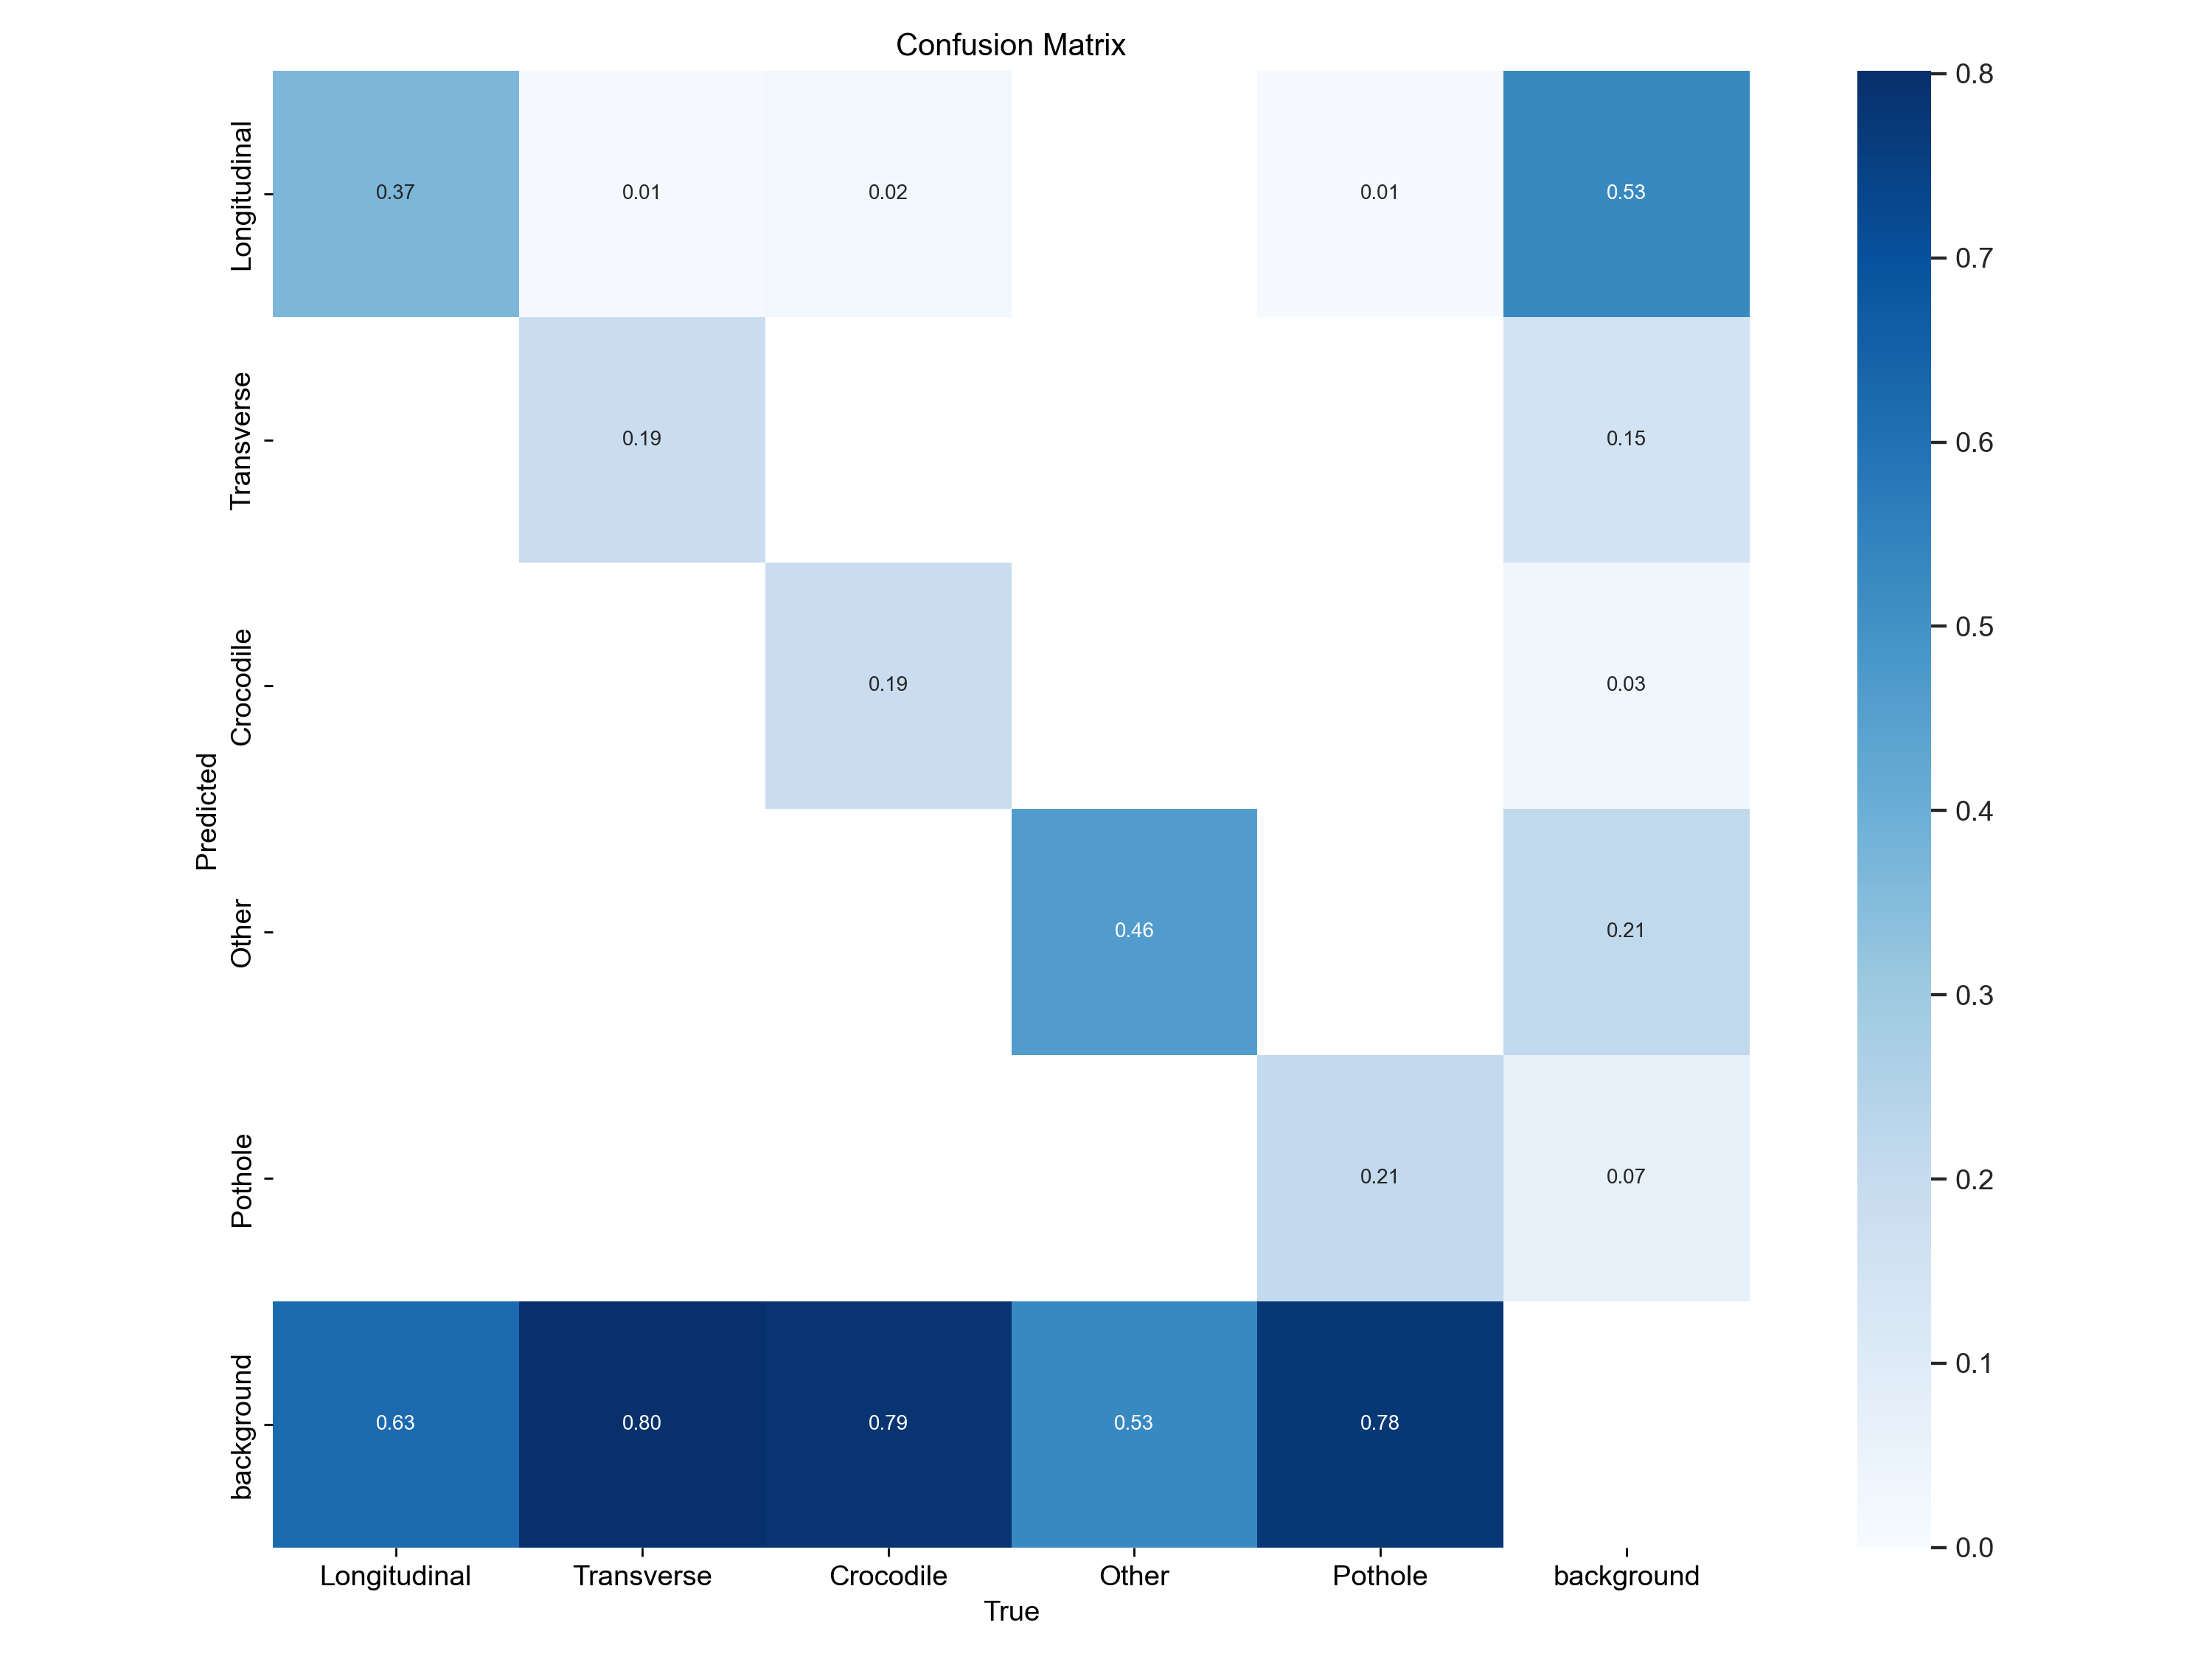 Confusion Matrix
Longitudinal
0.37
0.01
0.02
0.01
0.53
Transverse
0.19
0.15
Crocodile
0.19
0.03
Other
0.46
0.21
Pothole
0.21
0.07
background
0.63
0.80
0.79
0.53
0.78
Predicted
Longitudinal
Transverse
Crocodile
Other
Pothole
background
True
0.8
0.7
0.6
0.5
0.4
0.3
0.2
0.1
0.0